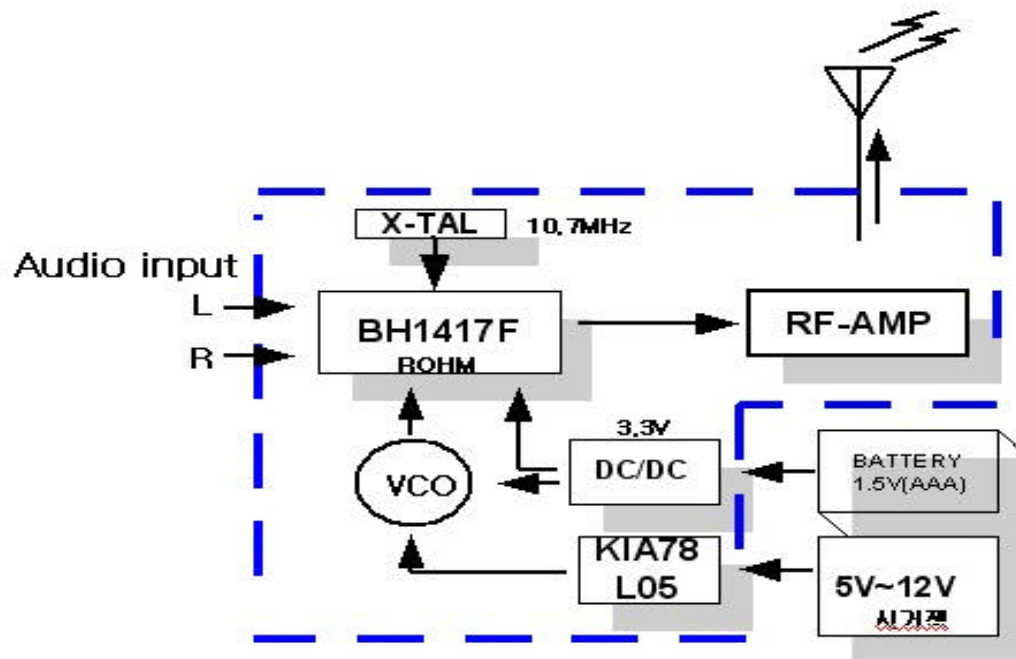 X-TAL
10.7MHz
Audio input
L
R
BH1417F
ROHM
RF-AMP
3.3V
DC/DC
VCO
BATTERY
1.5V(AAA)
KIA78
L05
5V~12V
시거잭